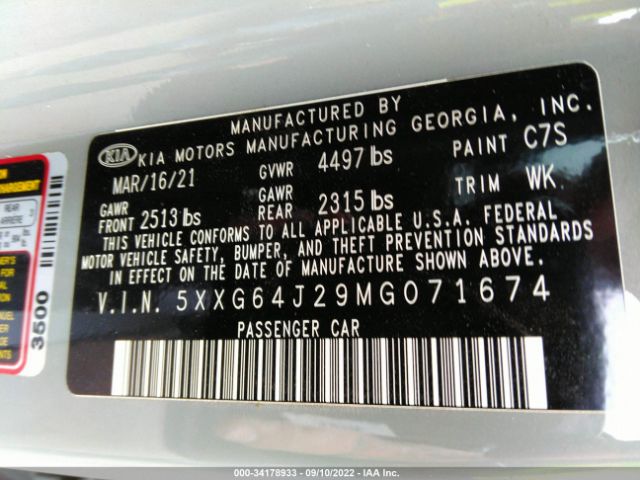 MANUFACTURED BY
KIA KIA MOTORS MANUFACTURING GEORGIA, INC.
MAR/16/21 GVWR 4497 lbs PAINT C7S
GAWR FRONT 2513 lbs GAWR REAR 2315 lbs TRIM WK
THIS VEHICLE CONFORMS TO ALL APPLICABLE U.S.A. FEDERAL
MOTOR VEHICLE SAFETY, BUMPER, AND THEFT PREVENTION STANDARDS
IN EFFECT ON THE DATE OF MANUFACTURE SHOWN ABOVE.
V.I.N. 5XXG64J29MG071674
PASSENGER CAR
REAR
ARRIERE
3500
000-34178933 - 09/10/2022 - IAA Inc.